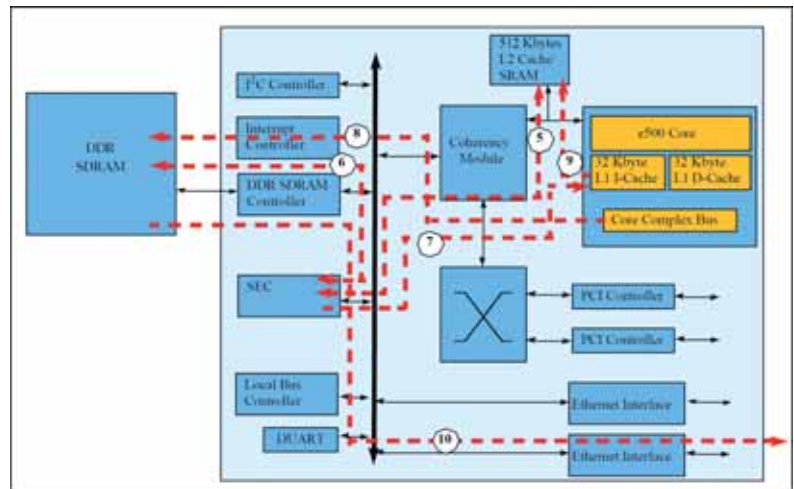 512 Kbytes
L2 Cache/
SRAM
I²C Controller
Interrupt
Controller
DDR
SDRAM
DDR SDRAM
Controller
Coherency
Module
e500 Core
32 Kbyte
L1 I-Cache
32 Kbyte
L1 D-Cache
Core Complex Bus
8
6
5
9
7
SEC
PCI Controller
PCI Controller
Local Bus
Controller
Ethernet Interface
DUART
10
Ethernet Interface